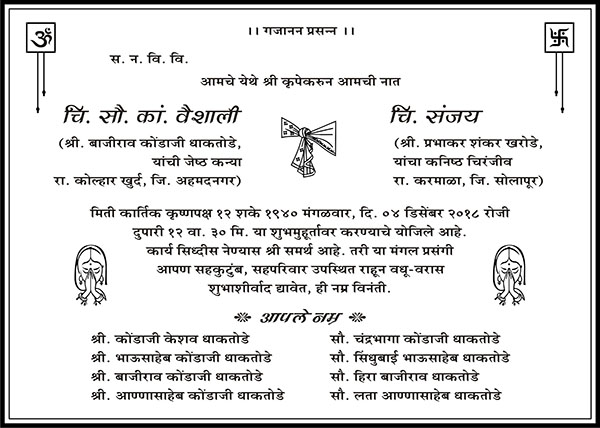 ॐ
।। गजानन प्रसन्न ।।
स. न. वि. वि.
आमचे येथे श्री कृपेकरुन आमची नात
चि. सौ. कां. वैशाली
(श्री. बाजीराव कोंडाजी धाकतोडे,
यांची जेष्ठ कन्या
रा. कोल्हार खुर्द, जि. अहमदनगर)
चि. संजय
(श्री. प्रभाकर शंकर खरोडे,
यांचा कनिष्ठ चिरंजीव
रा. करमाळा, जि. सोलापूर)
मिती कार्तिक कृष्णपक्ष १२ शके १९४० मंगळवार, दि. ०४ डिसेंबर २०१८ रोजी
दुपारी १२ वा. ३० मि. या शुभमुहूर्तावर करण्याचे योजिले आहे.
कार्य सिध्दीस नेण्यास श्री समर्थ आहे. तरी या मंगल प्रसंगी
आपण सहकुटुंब, सहपरिवार उपस्थित राहून वधू-वरास
शुभाशीर्वाद द्यावेत, ही नम्र विनंती.
आपले नम्र
श्री. कोंडाजी केशव धाकतोडे
श्री. भाऊसाहेब कोंडाजी धाकतोडे
श्री. बाजीराव कोंडाजी धाकतोडे
श्री. आण्णासाहेब कोंडाजी धाकतोडे
सौ. चंद्रभागा कोंडाजी धाकतोडे
सौ. सिंधुबाई भाऊसाहेब धाकतोडे
सौ. हिरा बाजीराव धाकतोडे
सौ. लता आण्णासाहेब धाकतोडे